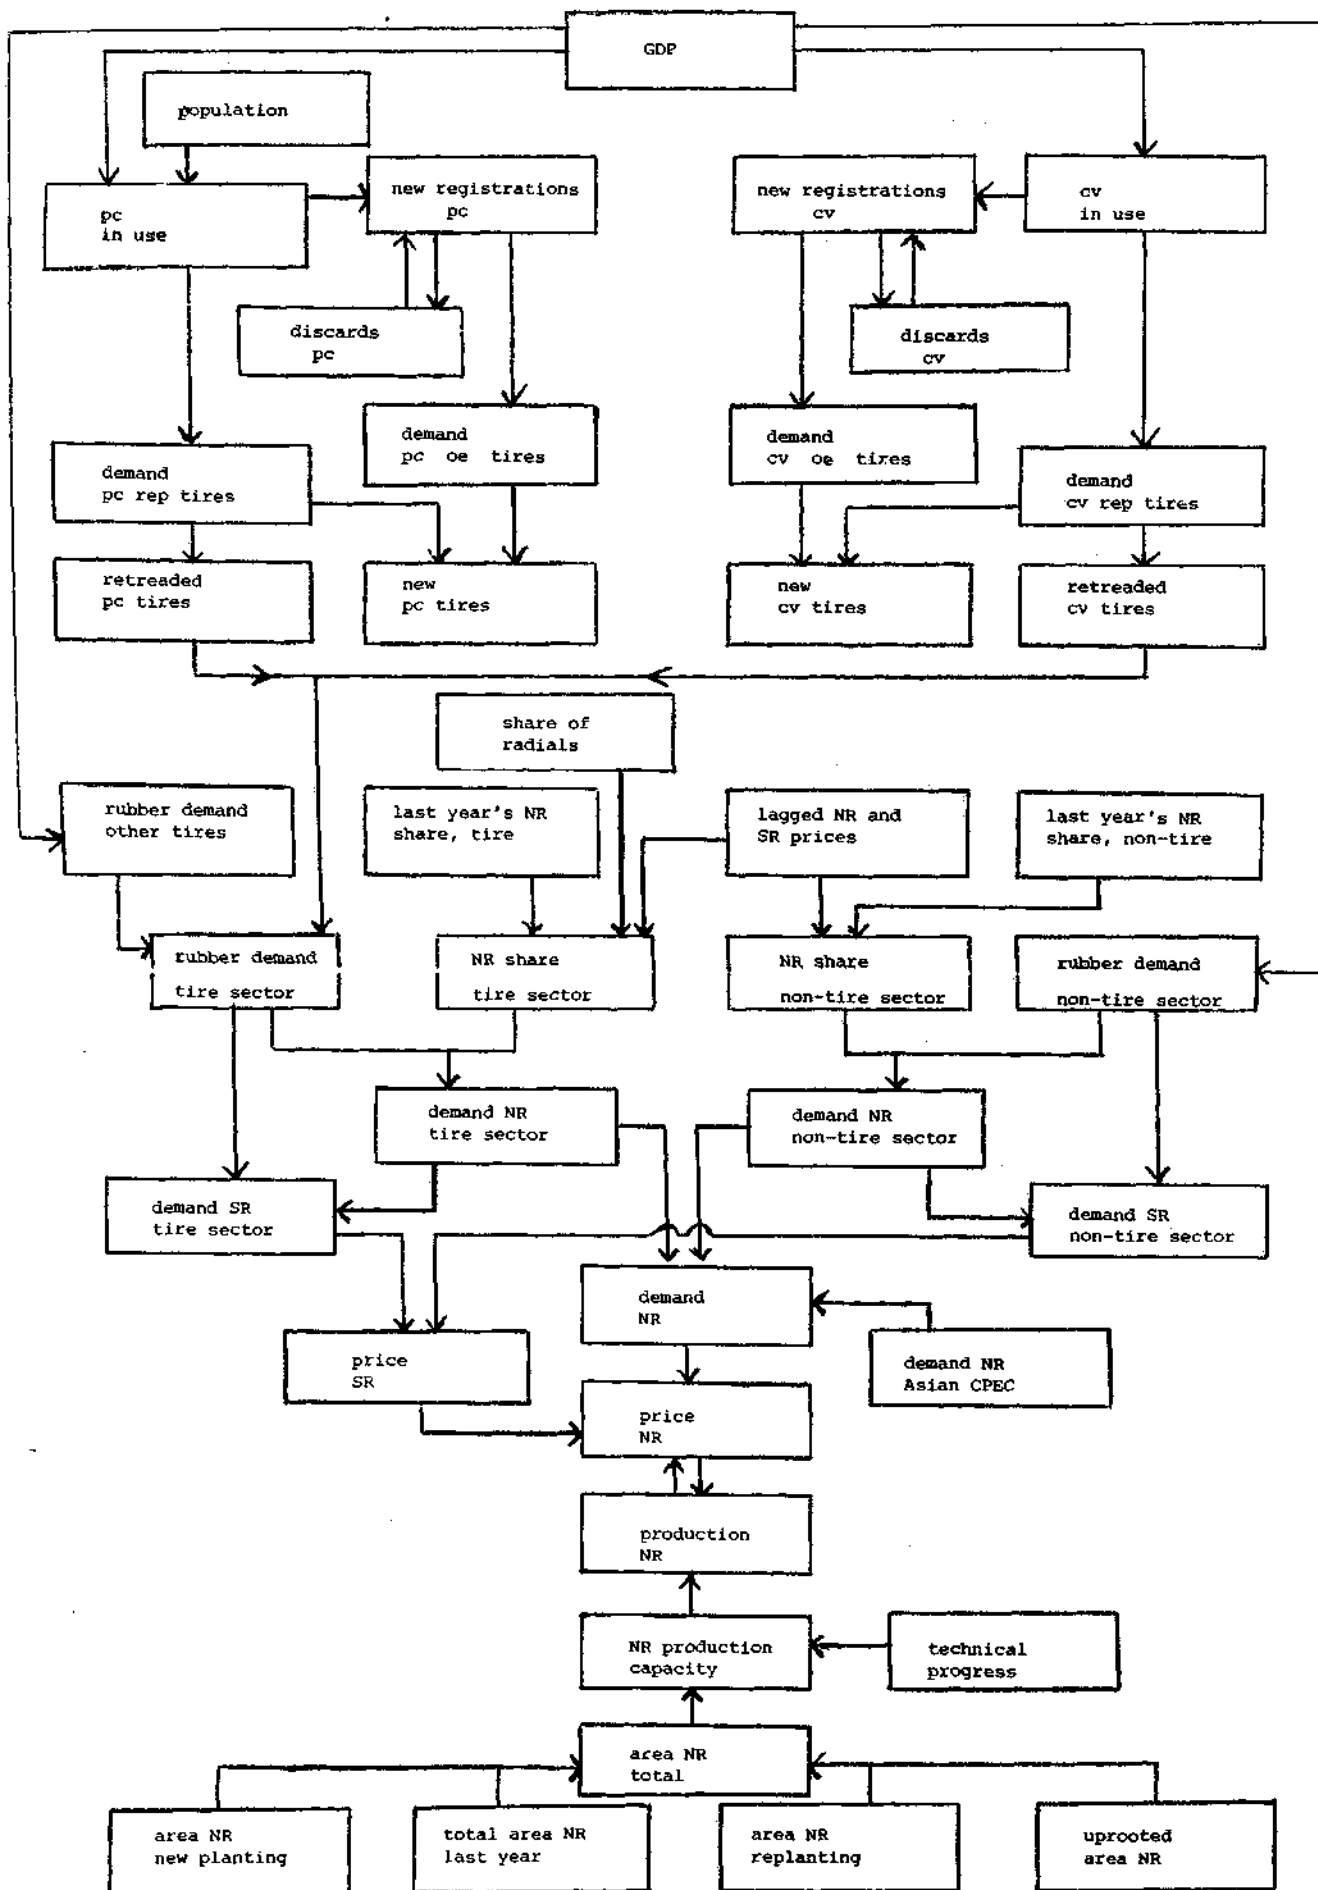 GDP
population
pc
in use
new registrations
pc
new registrations
cv
cv
in use
discards
pc
discards
cv
demand
pc oe tires
demand
cv oe tires
demand
pc rep tires
demand
cv rep tires
retreaded
pc tires
new
pc tires
new
cv tires
retreaded
cv tires
share of
radials
rubber demand
other tires
last year's NR
share, tire
lagged NR and
SR prices
last year's NR
share, non-tire
rubber demand
tire sector
NR share
tire sector
NR share
non-tire sector
rubber demand
non-tire sector
demand NR
tire sector
demand NR
non-tire sector
demand SR
tire sector
demand SR
non-tire sector
demand
NR
price
SR
demand NR
Asian CPEC
price
NR
production
NR
NR production
capacity
technical
progress
area NR
total
area NR
new planting
total area NR
last year
area NR
replanting
uprooted
area NR